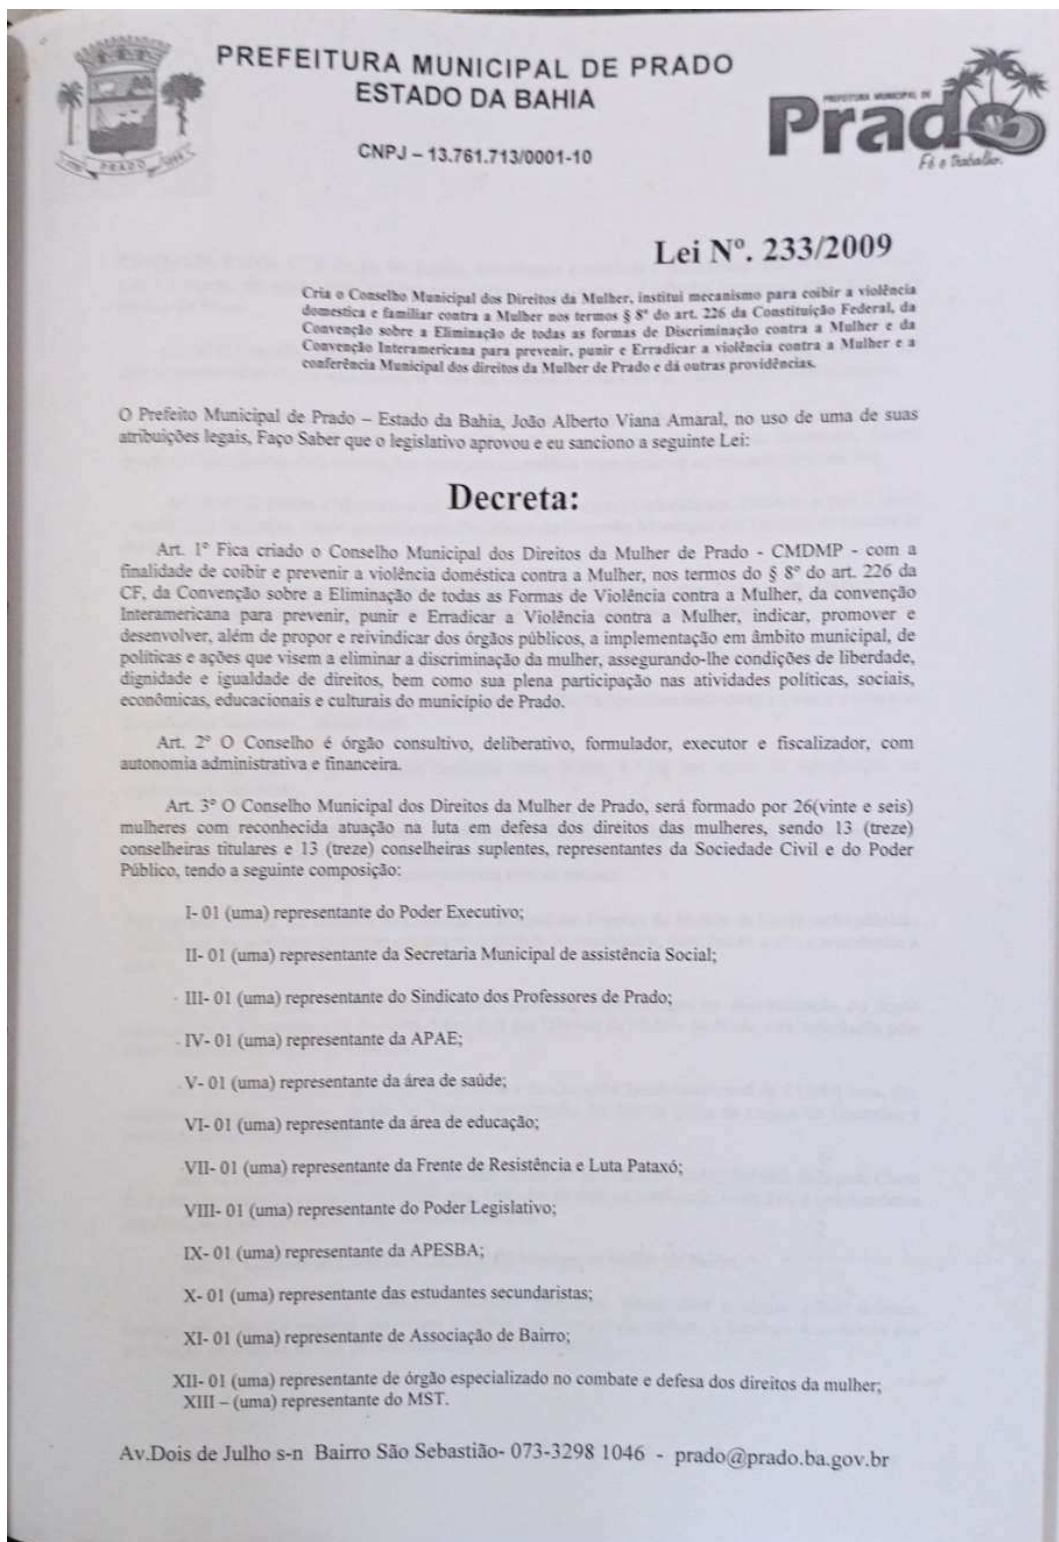 PREFEITURA MUNICIPAL DE PRADO
ESTADO DA BAHIA
CNPJ – 13.761.713/0001-10
PRADO
PREFEITURA MUNICIPAL DE
Prado
Fé e Trabalho.
Lei Nº. 233/2009
Cria o Conselho Municipal dos Direitos da Mulher, institui mecanismo para coibir a violência
domestica e familiar contra a Mulher nos termos § 8º do art. 226 da Constituição Federal, da
Convenção sobre a Eliminação de todas as formas de Discriminação contra a Mulher e da
Convenção Interamericana para prevenir, punir e Erradicar a violência contra a Mulher e a
conferência Municipal dos direitos da Mulher de Prado e dá outras providências.
O Prefeito Municipal de Prado – Estado da Bahia, João Alberto Viana Amaral, no uso de uma de suas
atribuições legais, Faço Saber que o legislativo aprovou e eu sanciono a seguinte Lei:
Decreta:
Art. 1º Fica criado o Conselho Municipal dos Direitos da Mulher de Prado - CMDMP - com a
finalidade de coibir e prevenir a violência doméstica contra a Mulher, nos termos do § 8º do art. 226 da
CF, da Convenção sobre a Eliminação de todas as Formas de Violência contra a Mulher, da convenção
Interamericana para prevenir, punir e Erradicar a Violência contra a Mulher, indicar, promover e
desenvolver, além de propor e reivindicar dos órgãos públicos, a implementação em âmbito municipal, de
políticas e ações que visem a eliminar a discriminação da mulher, assegurando-lhe condições de liberdade,
dignidade e igualdade de direitos, bem como sua plena participação nas atividades políticas, sociais,
econômicas, educacionais e culturais do município de Prado.
Art. 2º O Conselho é órgão consultivo, deliberativo, formulador, executor e fiscalizador, com
autonomia administrativa e financeira.
Art. 3º O Conselho Municipal dos Direitos da Mulher de Prado, será formado por 26(vinte e seis)
mulheres com reconhecida atuação na luta em defesa dos direitos das mulheres, sendo 13 (treze)
conselheiras titulares e 13 (treze) conselheiras suplentes, representantes da Sociedade Civil e do Poder
Público, tendo a seguinte composição:
I- 01 (uma) representante do Poder Executivo;
II- 01 (uma) representante da Secretaria Municipal de assistência Social;
III- 01 (uma) representante do Sindicato dos Professores de Prado;
IV- 01 (uma) representante da APAE;
V- 01 (uma) representante da área de saúde;
VI- 01 (uma) representante da área de educação;
VII- 01 (uma) representante da Frente de Resistência e Luta Pataxó;
VIII- 01 (uma) representante do Poder Legislativo;
IX- 01 (uma) representante da APESBA;
X- 01 (uma) representante das estudantes secundaristas;
XI- 01 (uma) representante de Associação de Bairro;
XII- 01 (uma) representante de órgão especializado no combate e defesa dos direitos da mulher;
XIII – (uma) representante do MST.
Av.Dois de Julho s-n Bairro São Sebastião- 073-3298 1046 - prado@prado.ba.gov.br